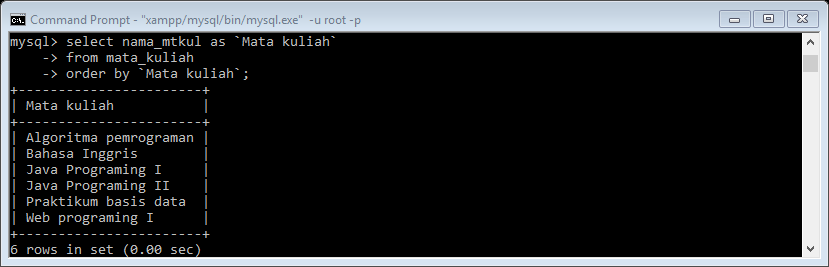 Command Prompt - "xampp/mysql/bin/mysql.exe" -u root -p
mysql> select nama_mtkul as `Mata kuliah`
    -> from mata_kuliah
    -> order by `Mata kuliah`;
+-----------------------+
| Mata kuliah           |
+-----------------------+
| Algoritma pemrograman |
| Bahasa Inggris        |
| Java Programing I     |
| Java Programing II    |
| Praktikum basis data  |
| Web programing I      |
+-----------------------+
6 rows in set (0.00 sec)